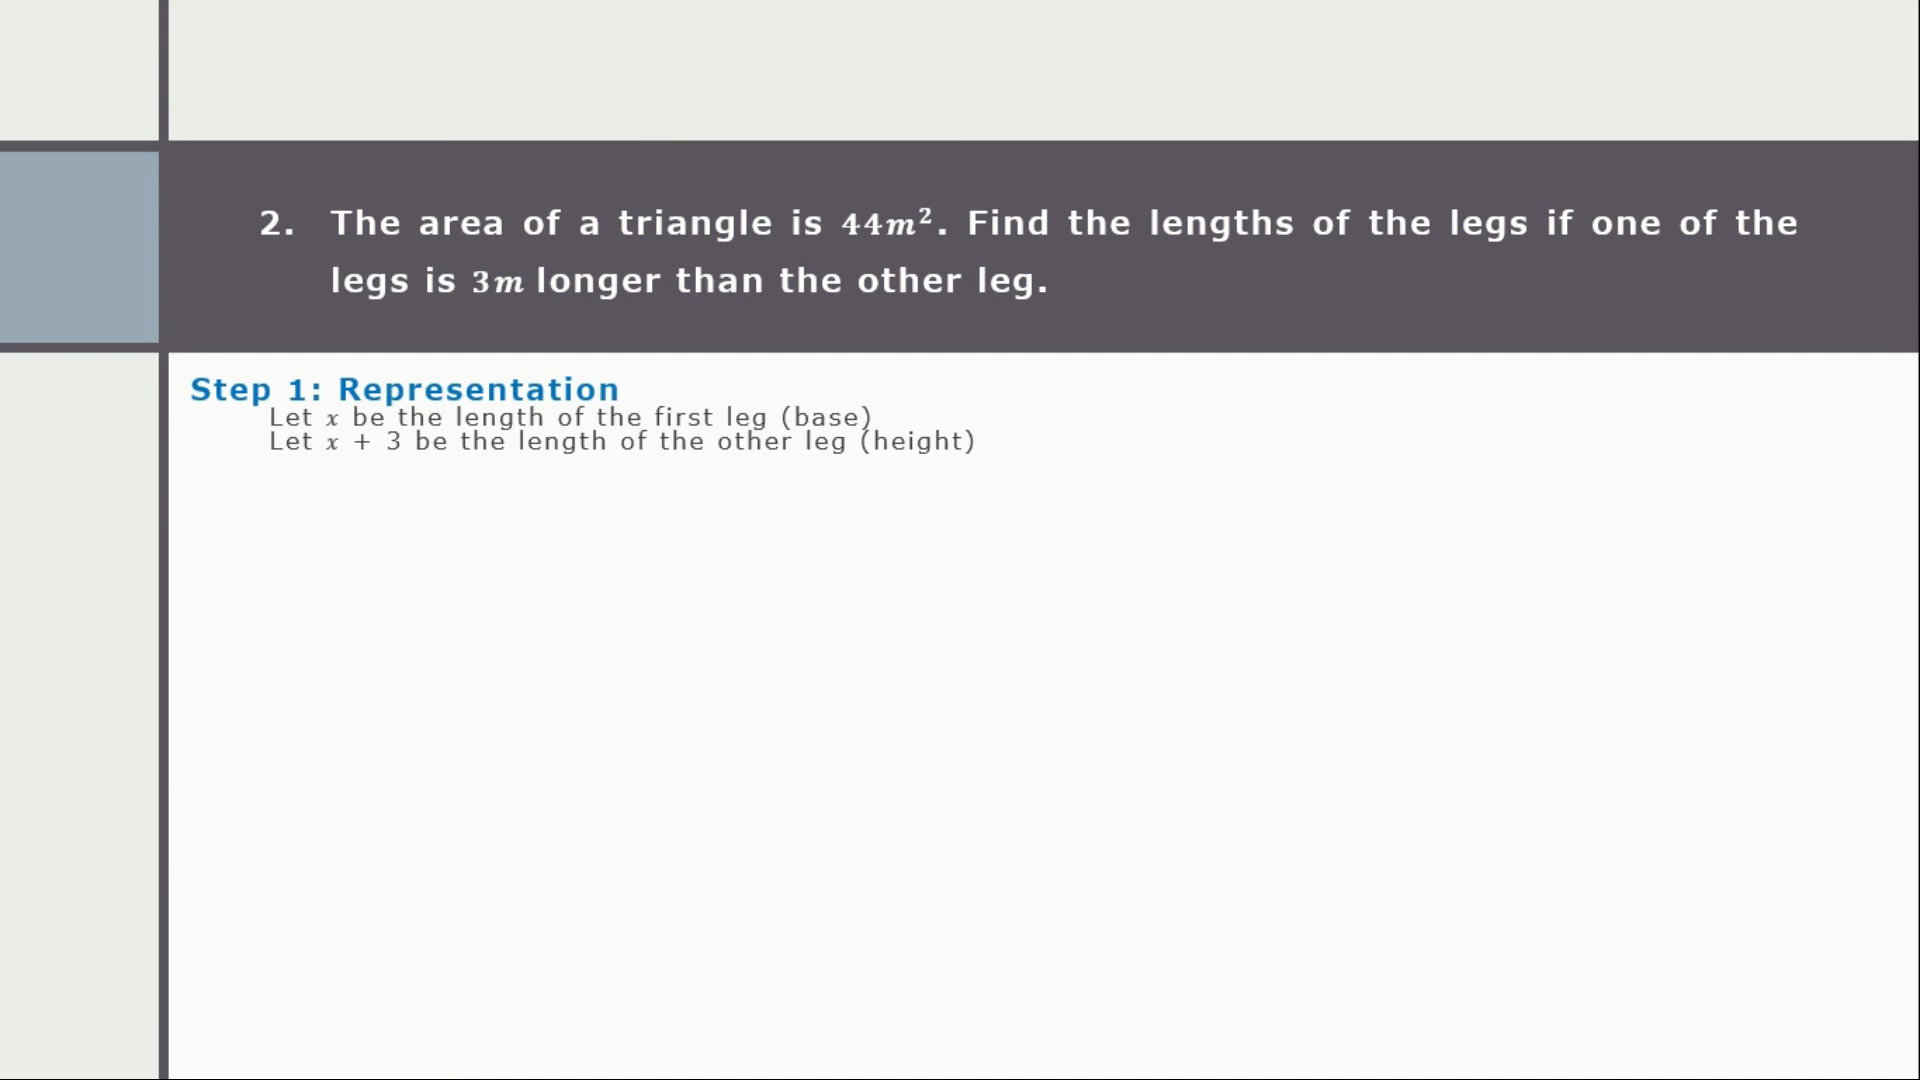 2. The area of a triangle is 44m². Find the lengths of the legs if one of the
legs is 3m longer than the other leg.
Step 1: Representation
Let x be the length of the first leg (base)
Let x + 3 be the length of the other leg (height)